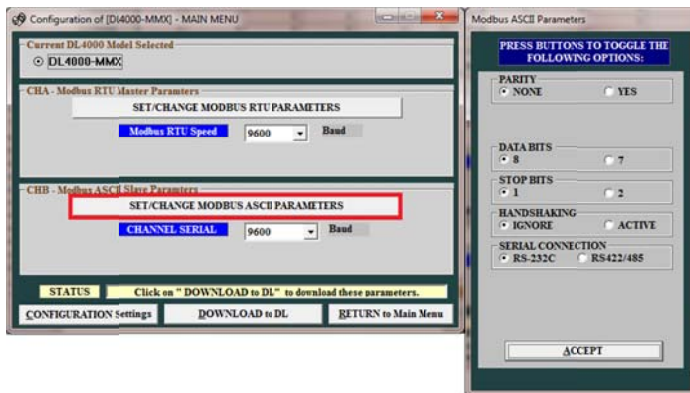 Configuration of [Dl4000-MMX] - MAIN MENU
Current DL4000 Model Selected
DL4000-MMX
CHA - Modbus RTU Master Paramters
SET/CHANGE MODBUS RTU PARAMETERS
Modbus RTU Speed 9600 Baud
CHB - Modbus ASCII Slave Paramters
SET/CHANGE MODBUS ASCII PARAMETERS
CHANNEL SERIAL 9600 Baud
STATUS Click on " DOWNLOAD to DL" to download these parameters.
CONFIGURATION Settings DOWNLOAD to DL RETURN to Main Menu
Modbus ASCII Parameters
PRESS BUTTONS TO TOGGLE THE
FOLLOWING OPTIONS:
PARITY
NONE YES
DATA BITS
8 7
STOP BITS
1 2
HANDSHAKING
IGNORE ACTIVE
SERIAL CONNECTION
RS-232C RS422/485
ACCEPT